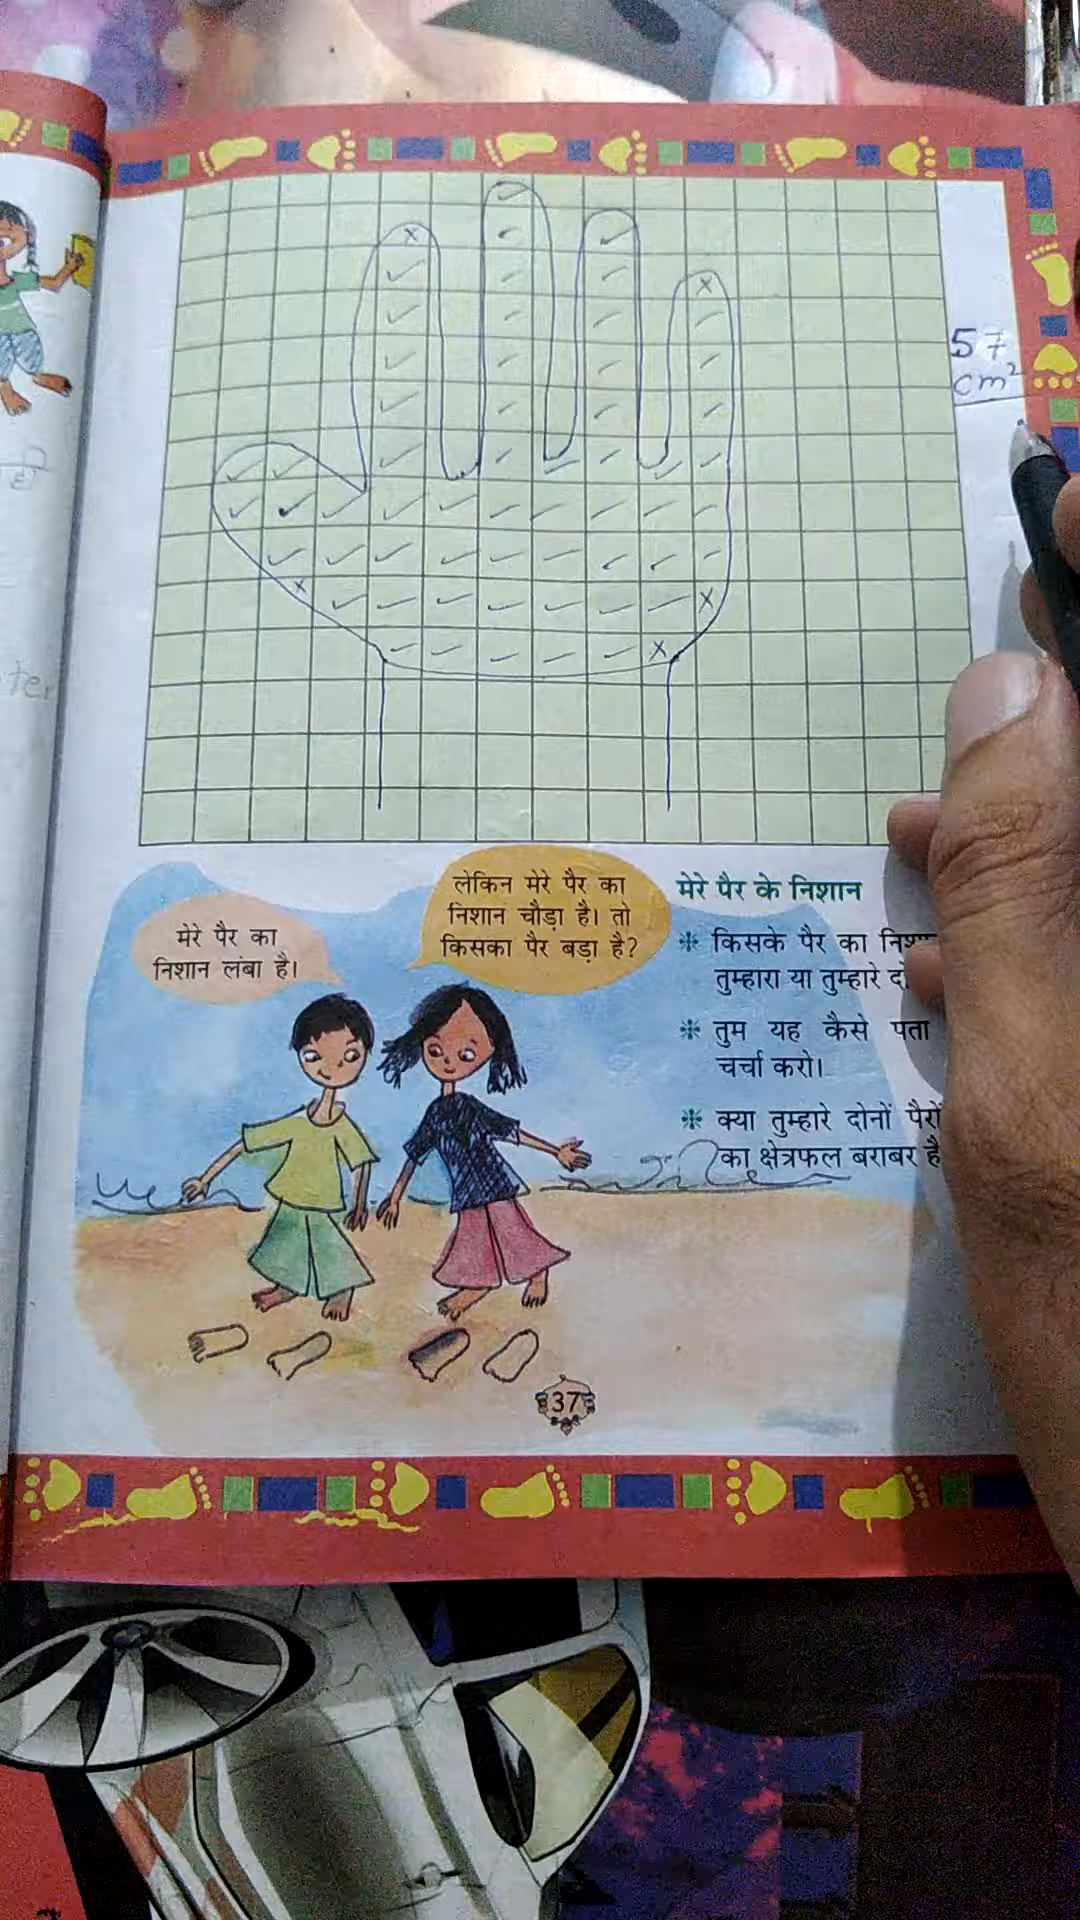 57
cm²
मेरे पैर का
निशान लंबा है।
लेकिन मेरे पैर का
निशान चौड़ा है। तो
किसका पैर बड़ा है?
मेरे पैर के निशान
किसके पैर का
तुम्हारा या तुम्हारे
तुम यह कैसे पता
चर्चा करो।
क्या तुम्हारे दोनों पैरों
का क्षेत्रफल बराबर है
37